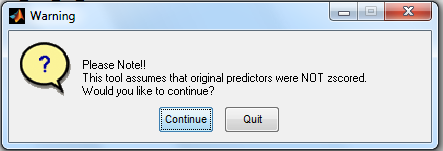 Warning
?
Please Note!!
This tool assumes that original predictors were NOT zscored.
Would you like to continue?
Continue Quit